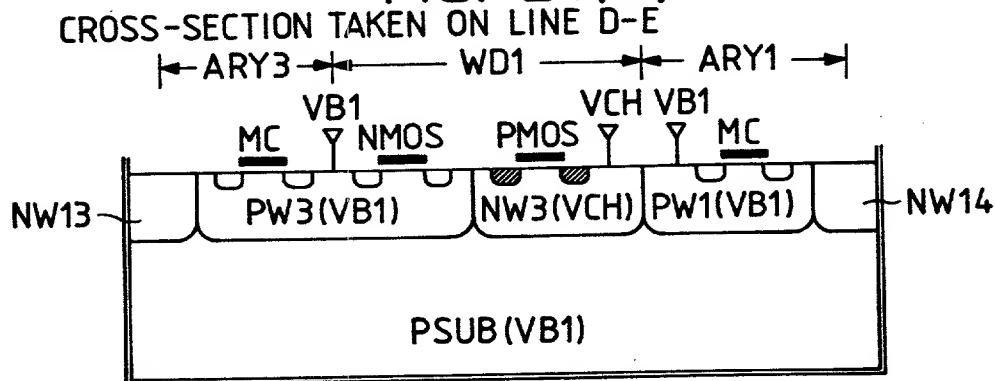 CROSS-SECTION TAKEN ON LINE D-E
ARY3 WD1 ARY1
VB1 VCH VB1
MC NMOS PMOS MC
NW13 PW3(VB1) NW3(VCH) PW1(VB1) NW14
PSUB(VB1)